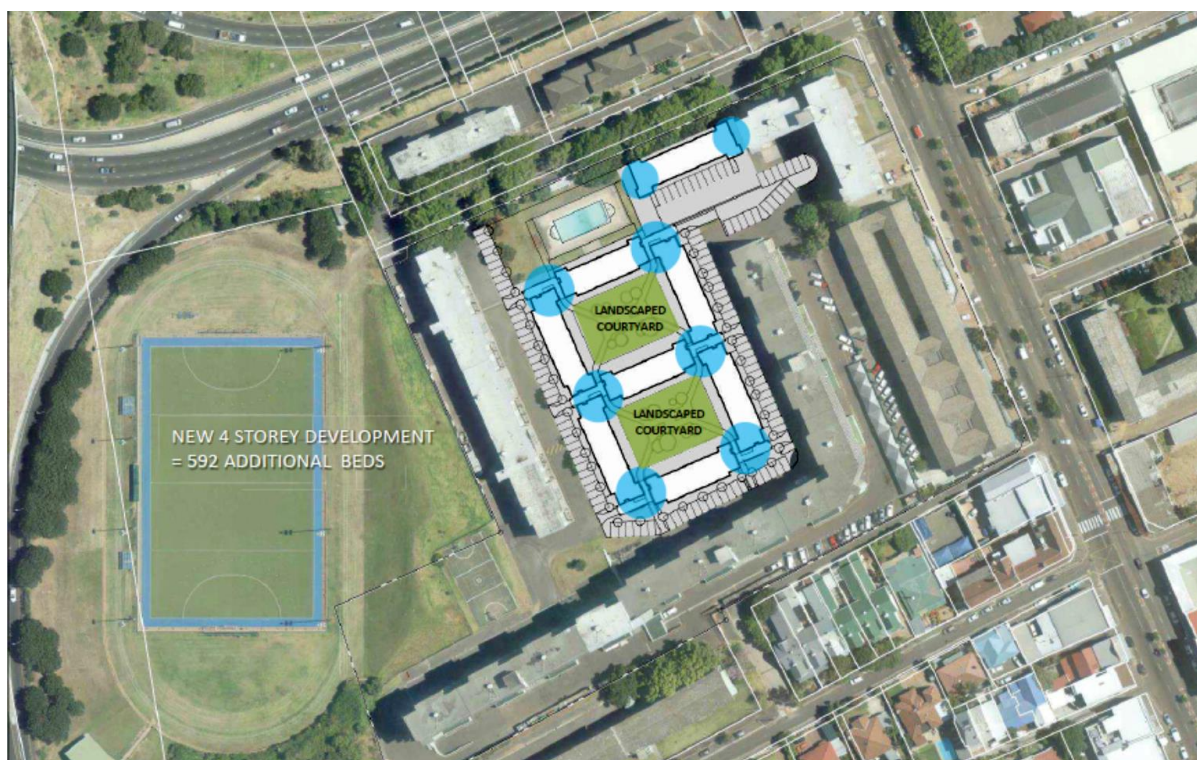 LANDSCAPED
COURTYARD
LANDSCAPED
COURTYARD
NEW 4 STOREY DEVELOPMENT
= 592 ADDITIONAL BEDS